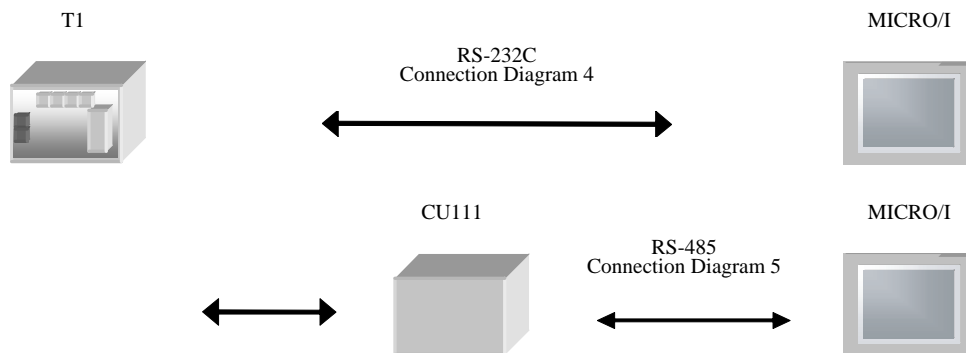 T1
MICRO/I
RS-232C
Connection Diagram 4
CU111
MICRO/I
RS-485
Connection Diagram 5